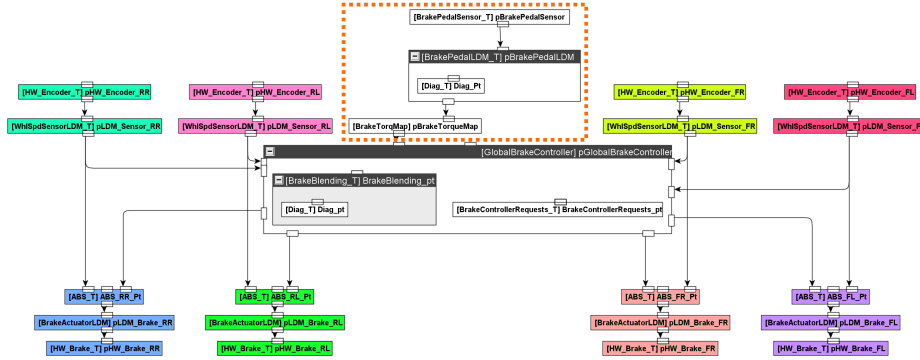 [BrakePedalSensor_T] pBrakePedalSensor
[BrakePedalLDM_T] pBrakePedalLDM
[Diag_T] Diag_Pt
[HW_Encoder_T] pHW_Encoder_RR
[HW_Encoder_T] pHW_Encoder_RL
[HW_Encoder_T] pHW_Encoder_FR
[HW_Encoder_T] pHW_Encoder_FL
[WhlSpdSensorLDM_T] pLDM_Sensor_RR
[WhlSpdSensorLDM_T] pLDM_Sensor_RL
[BrakeTorqMap] pBrakeTorqueMap
[WhlSpdSensorLDM_T] pLDM_Sensor_FR
[WhlSpdSensorLDM_T] pLDM_Sensor_F
[GlobalBrakeController] pGlobalBrakeController
[BrakeBlending_T] BrakeBlending_pt
[Diag_T] Diag_pt
[BrakeControllerRequests_T] BrakeControllerRequests_pt
[ABS_T] ABS_RR_Pt
[ABS_T] ABS_RL_Pt
[ABS_T] ABS_FR_Pt
[ABS_T] ABS_FL_Pt
[BrakeActuatorLDM] pLDM_Brake_RR
[BrakeActuatorLDM] pLDM_Brake_RL
[BrakeActuatorLDM] pLDM_Brake_FR
[BrakeActuatorLDM] pLDM_Brake_FL
[HW_Brake_T] pHW_Brake_RR
[HW_Brake_T] pHW_Brake_RL
[HW_Brake_T] pHW_Brake_FR
[HW_Brake_T] pHW_Brake_FL